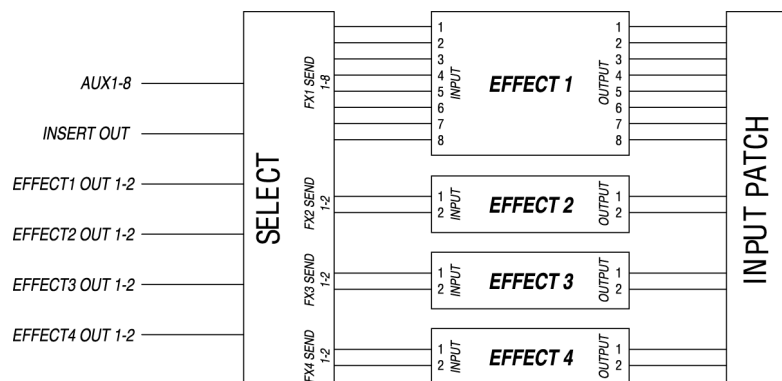 AUX1-8
INSERT OUT
EFFECT1 OUT 1-2
EFFECT2 OUT 1-2
EFFECT3 OUT 1-2
EFFECT4 OUT 1-2
SELECT
FX1 SEND
1-8
FX2 SEND
1-2
FX3 SEND
1-2
FX4 SEND
1-2
1
2
3
4
5
6
7
8
INPUT
EFFECT 1
OUTPUT
1
2
3
4
5
6
7
8
1
2
INPUT
EFFECT 2
OUTPUT
1
2
1
2
INPUT
EFFECT 3
OUTPUT
1
2
1
2
INPUT
EFFECT 4
OUTPUT
1
2
INPUT PATCH